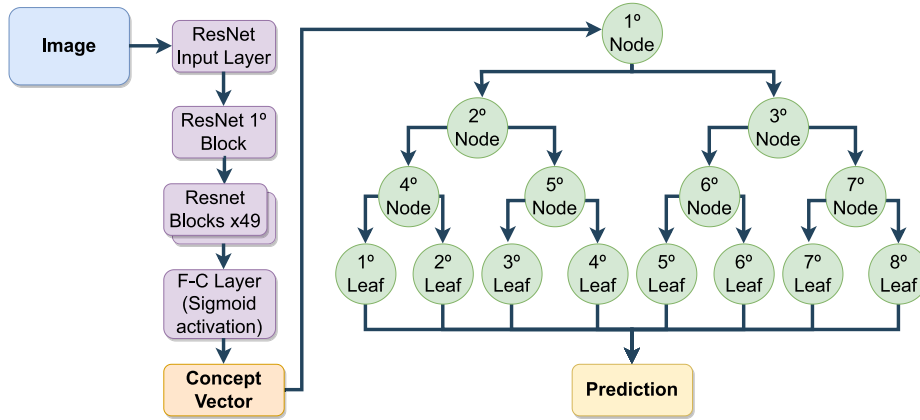 Image
ResNet
Input Layer
ResNet 1º
Block
Resnet
Blocks x49
F-C Layer
(Sigmoid
activation)
Concept
Vector
1º
Node
2º
Node
3º
Node
4º
Node
5º
Node
6º
Node
7º
Node
1º
Leaf
2º
Leaf
3º
Leaf
4º
Leaf
5º
Leaf
6º
Leaf
7º
Leaf
8º
Leaf
Prediction